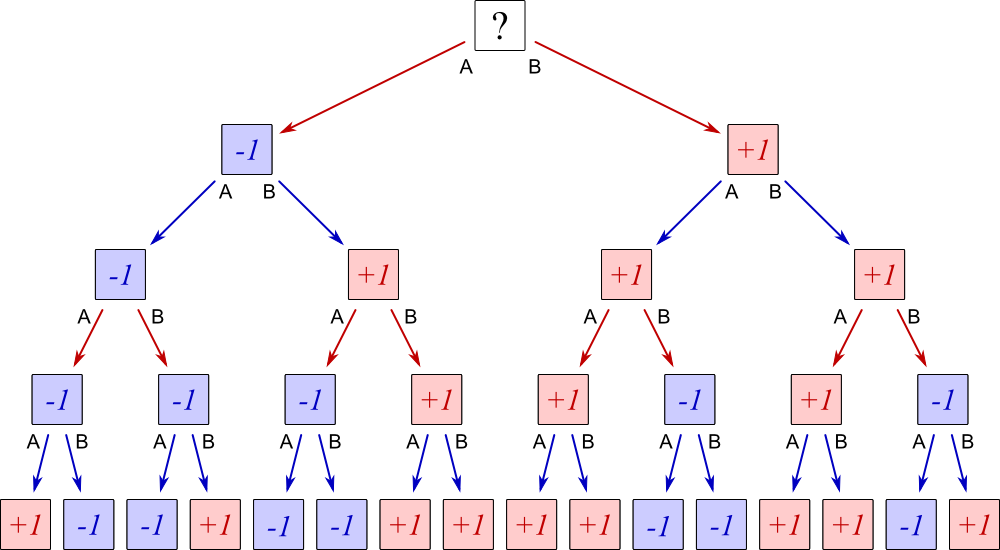 ?
A B
-1 +1
A B A B
-1 +1 +1 +1
A B A B A B A B
-1 -1 -1 +1 +1 -1 +1 -1
A B A B A B A B A B A B A B A B
+1 -1 -1 +1 -1 -1 +1 +1 +1 +1 -1 -1 +1 +1 -1 +1